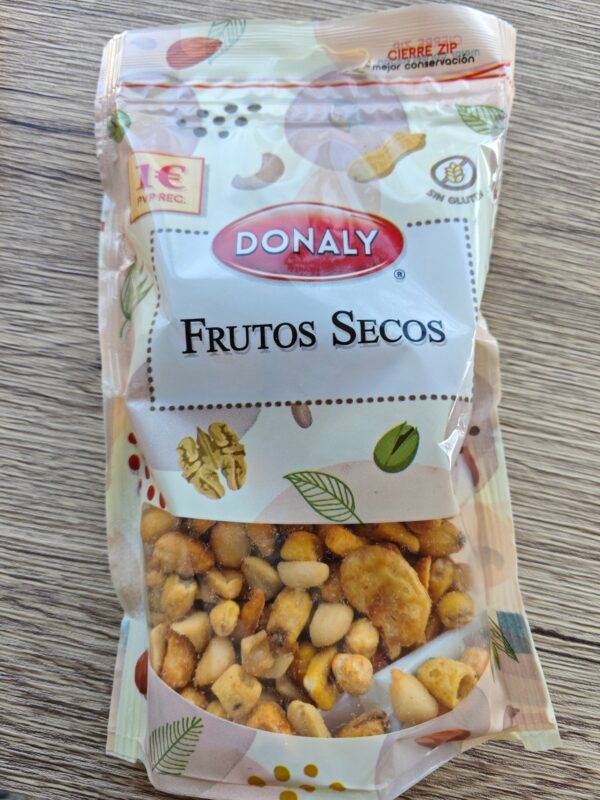 CIERRE ZIP
mejor conservación
1€
PVP REC.
SIN GLUTEN
DONALY
®
FRUTOS SECOS